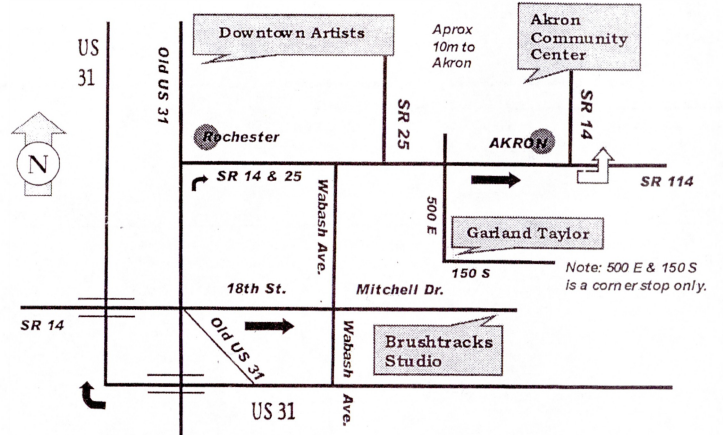 US
31
Old US 31
Downtown Artists
Aprox
10m to
Akron
Akron
Community
Center
SR 25
SR 14
Rochester
AKRON
N
SR 14 & 25
SR 114
Wabash Ave.
500 E
Garland Taylor
150 S
Note: 500 E & 150 S
is a corner stop only.
18th St.
Mitchell Dr.
SR 14
Old US 31
Wabash
Ave.
Brushtracks
Studio
US 31